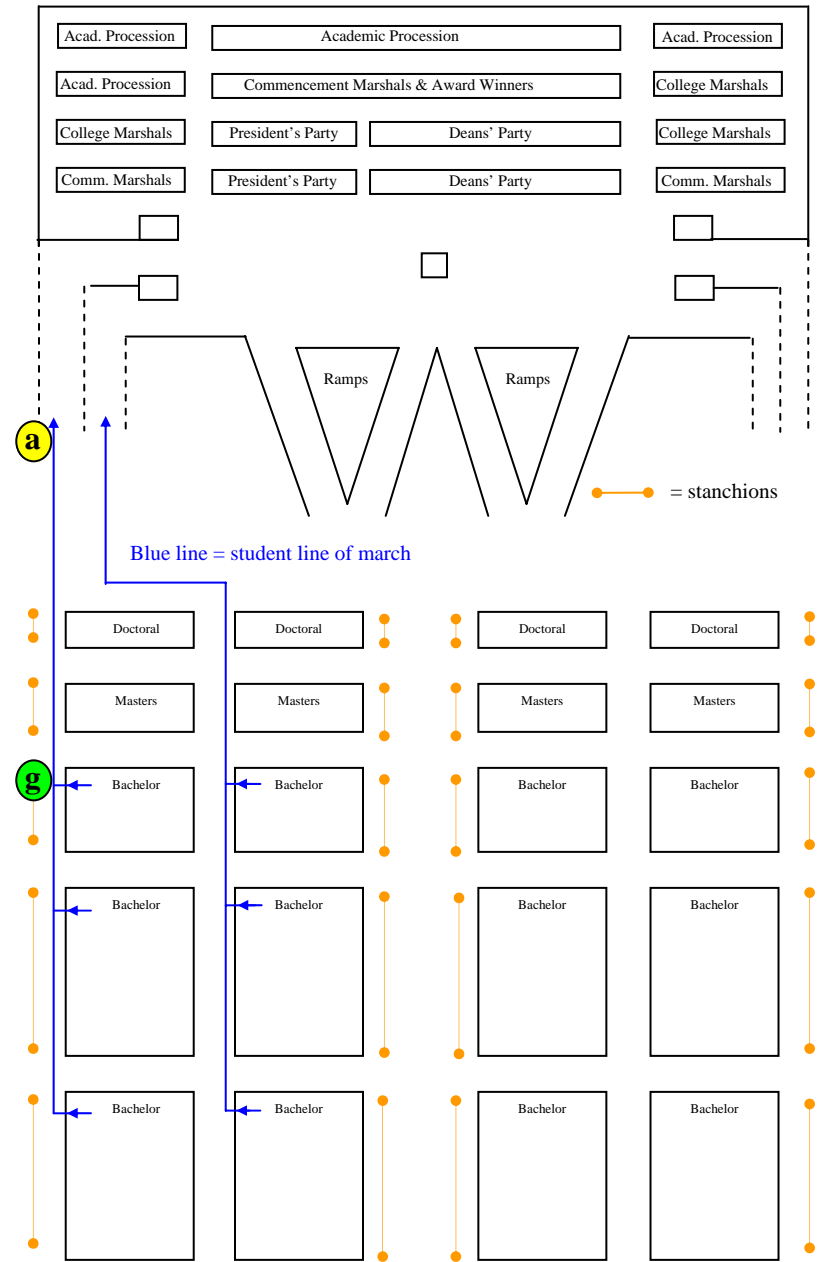 Acad. Procession Academic Procession Acad. Procession
Acad. Procession Commencement Marshals & Award Winners College Marshals
College Marshals President's Party Deans' Party College Marshals
Comm. Marshals President's Party Deans' Party Comm. Marshals
Ramps Ramps
a
= stanchions
Blue line = student line of march
Doctoral Doctoral Doctoral Doctoral
Masters Masters Masters Masters
g Bachelor Bachelor Bachelor Bachelor
Bachelor Bachelor Bachelor Bachelor
Bachelor Bachelor Bachelor Bachelor